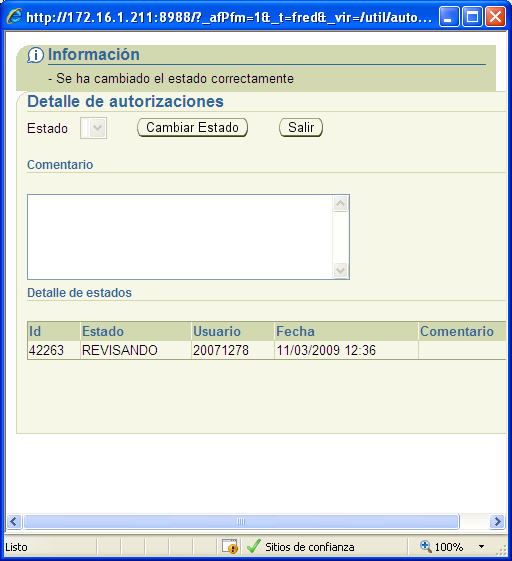 http://172.16.1.211:8988/?_afPfm=1&_t=fred&_vir=/util/auto...
Información
- Se ha cambiado el estado correctamente
Detalle de autorizaciones
Estado Cambiar Estado Salir
Comentario
Detalle de estados
Id Estado Usuario Fecha Comentario
42263 REVISANDO 20071278 11/03/2009 12:36
Listo Sitios de confianza 100%